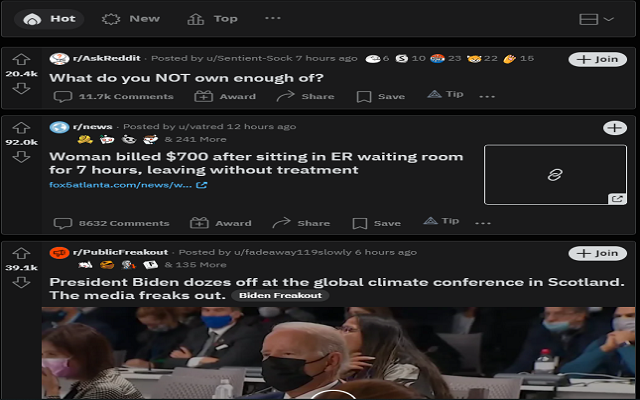 Hot New Top ...
r/AskReddit · Posted by u/Sentient-Sock 7 hours ago 6 10 23 22 15 + Join
20.4k
What do you NOT own enough of?
11.7k Comments Award Share Save Tip ...
r/news · Posted by u/vatred 12 hours ago +
& 241 More
92.0k
Woman billed $700 after sitting in ER waiting room
for 7 hours, leaving without treatment
fox5atlanta.com/news/w...
8632 Comments Award Share Save Tip ...
r/PublicFreakout · Posted by u/fadeaway119slowly 6 hours ago + Join
& 135 More
39.1k
President Biden dozes off at the global climate conference in Scotland.
The media freaks out. Biden Freakout